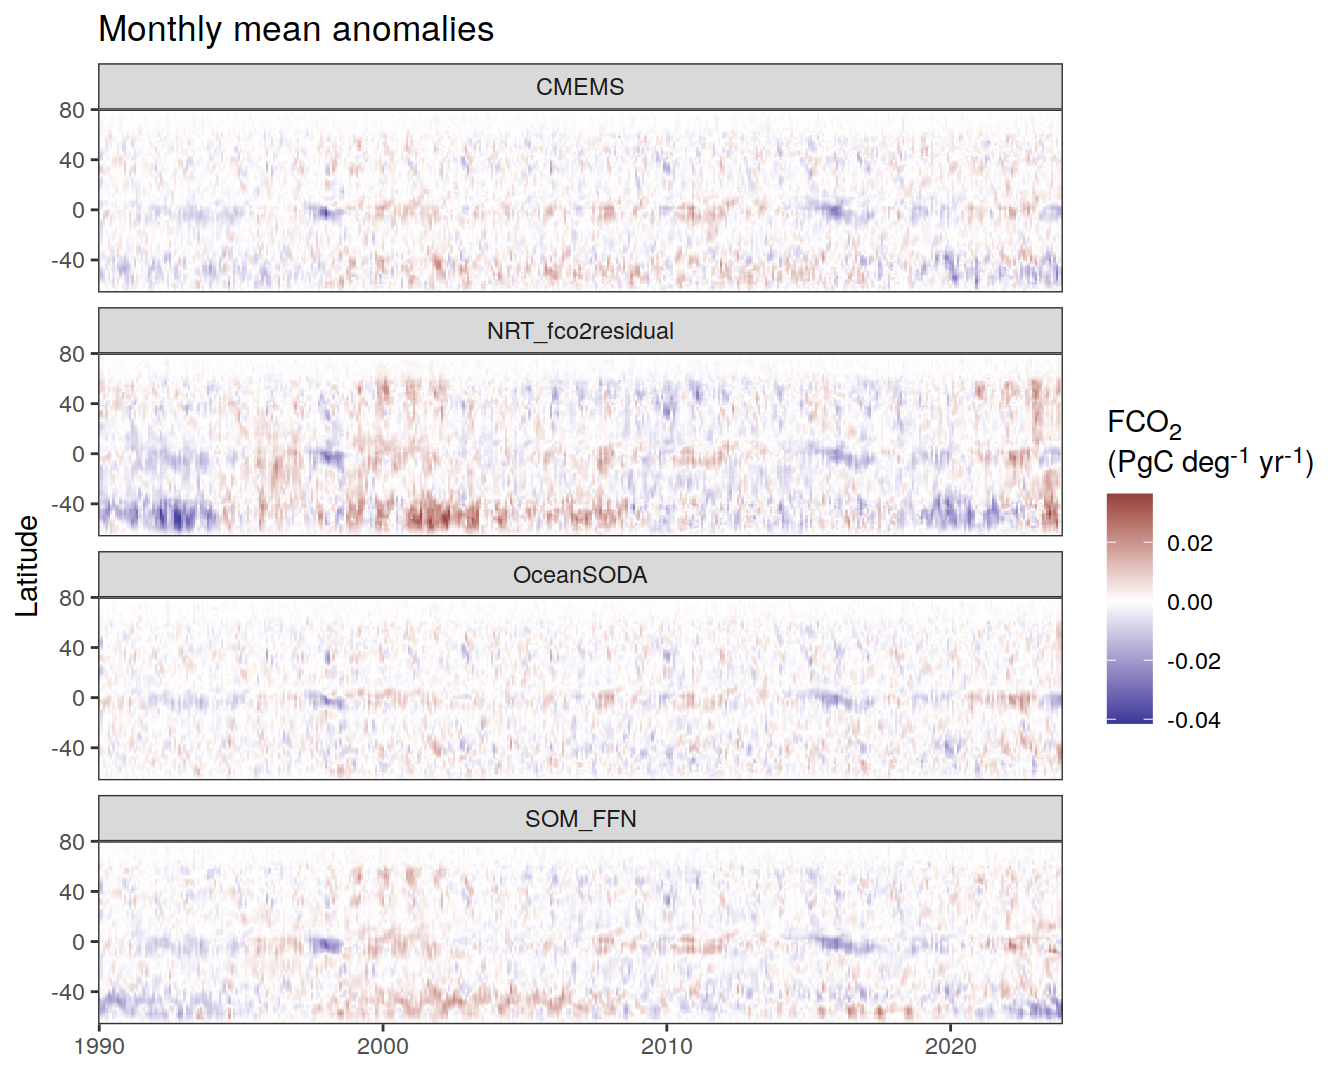 Monthly mean anomalies
CMEMS
80
40
0
-40
NRT_fco2residual
80
40
0
-40
OceanSODA
80
40
0
-40
SOM_FFN
80
40
0
-40
1990 2000 2010 2020
Latitude
FCO₂
(PgC deg⁻¹ yr⁻¹)
0.02
0.00
-0.02
-0.04